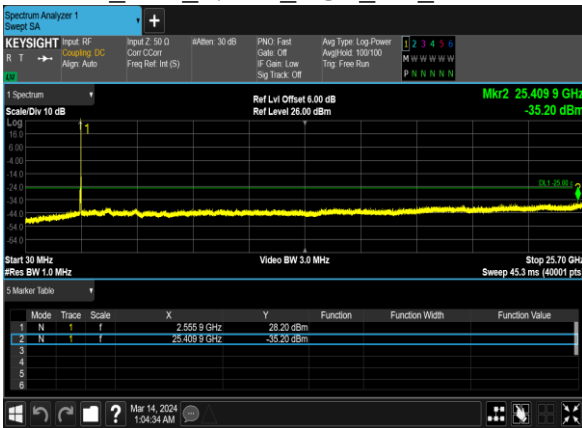 Spectrum Analyzer 1
Swept SA
KEYSIGHT Input: RF Input Z: 50 Ω #Atten: 30 dB PNO: Fast Avg Type: Log-Power 1 2 3 4 5 6
R T Coupling: DC Corr CCorr Gate: Off Avg|Hold: 100/100 M W W W W W
Align: Auto Freq Ref: Int (S) IF Gain: Low Trig: Free Run
LW Sig Track: Off P N N N N N
1 Spectrum Ref Lvl Offset 6.00 dB Mkr2 25.409 9 GHz
Scale/Div 10 dB Ref Level 26.00 dBm -35.20 dBm
Log
16.0
6.00
-4.00
-14.0
-24.0
-34.0
-44.0
-54.0
-64.0
1
DL1 -25.00
2
Start 30 MHz Video BW 3.0 MHz Stop 25.70 GHz
#Res BW 1.0 MHz Sweep 45.3 ms (40001 pts
5 Marker Table
Mode Trace Scale X Y Function Function Width Function Value
1 N 1 f 2.555 9 GHz 28.20 dBm
2 N 1 f 25.409 9 GHz -35.20 dBm
3
4
5
6
? Mar 14, 2024
1:04:34 AM